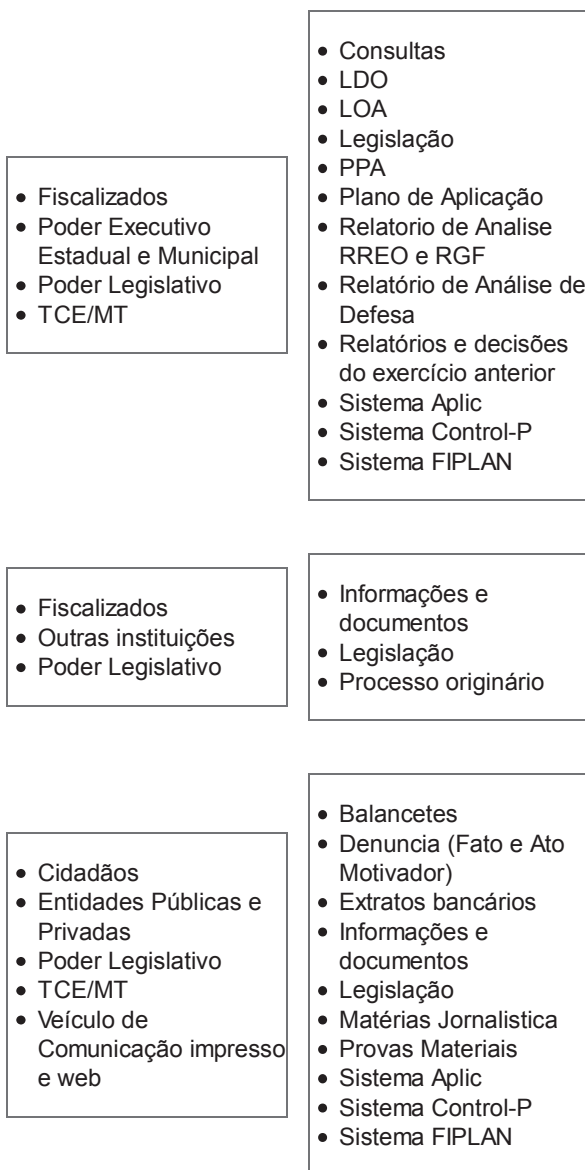 • Fiscalizados
• Poder Executivo
Estadual e Municipal
• Poder Legislativo
• TCE/MT
• Consultas
• LDO
• LOA
• Legislação
• PPA
• Plano de Aplicação
• Relatorio de Analise
RREO e RGF
• Relatório de Análise de
Defesa
• Relatórios e decisões
do exercício anterior
• Sistema Aplic
• Sistema Control-P
• Sistema FIPLAN
• Fiscalizados
• Outras instituições
• Poder Legislativo
• Informações e
documentos
• Legislação
• Processo originário
• Cidadãos
• Entidades Públicas e
Privadas
• Poder Legislativo
• TCE/MT
• Veículo de
Comunicação impresso
e web
• Balancetes
• Denuncia (Fato e Ato
Motivador)
• Extratos bancários
• Informações e
documentos
• Legislação
• Matérias Jornalistica
• Provas Materiais
• Sistema Aplic
• Sistema Control-P
• Sistema FIPLAN